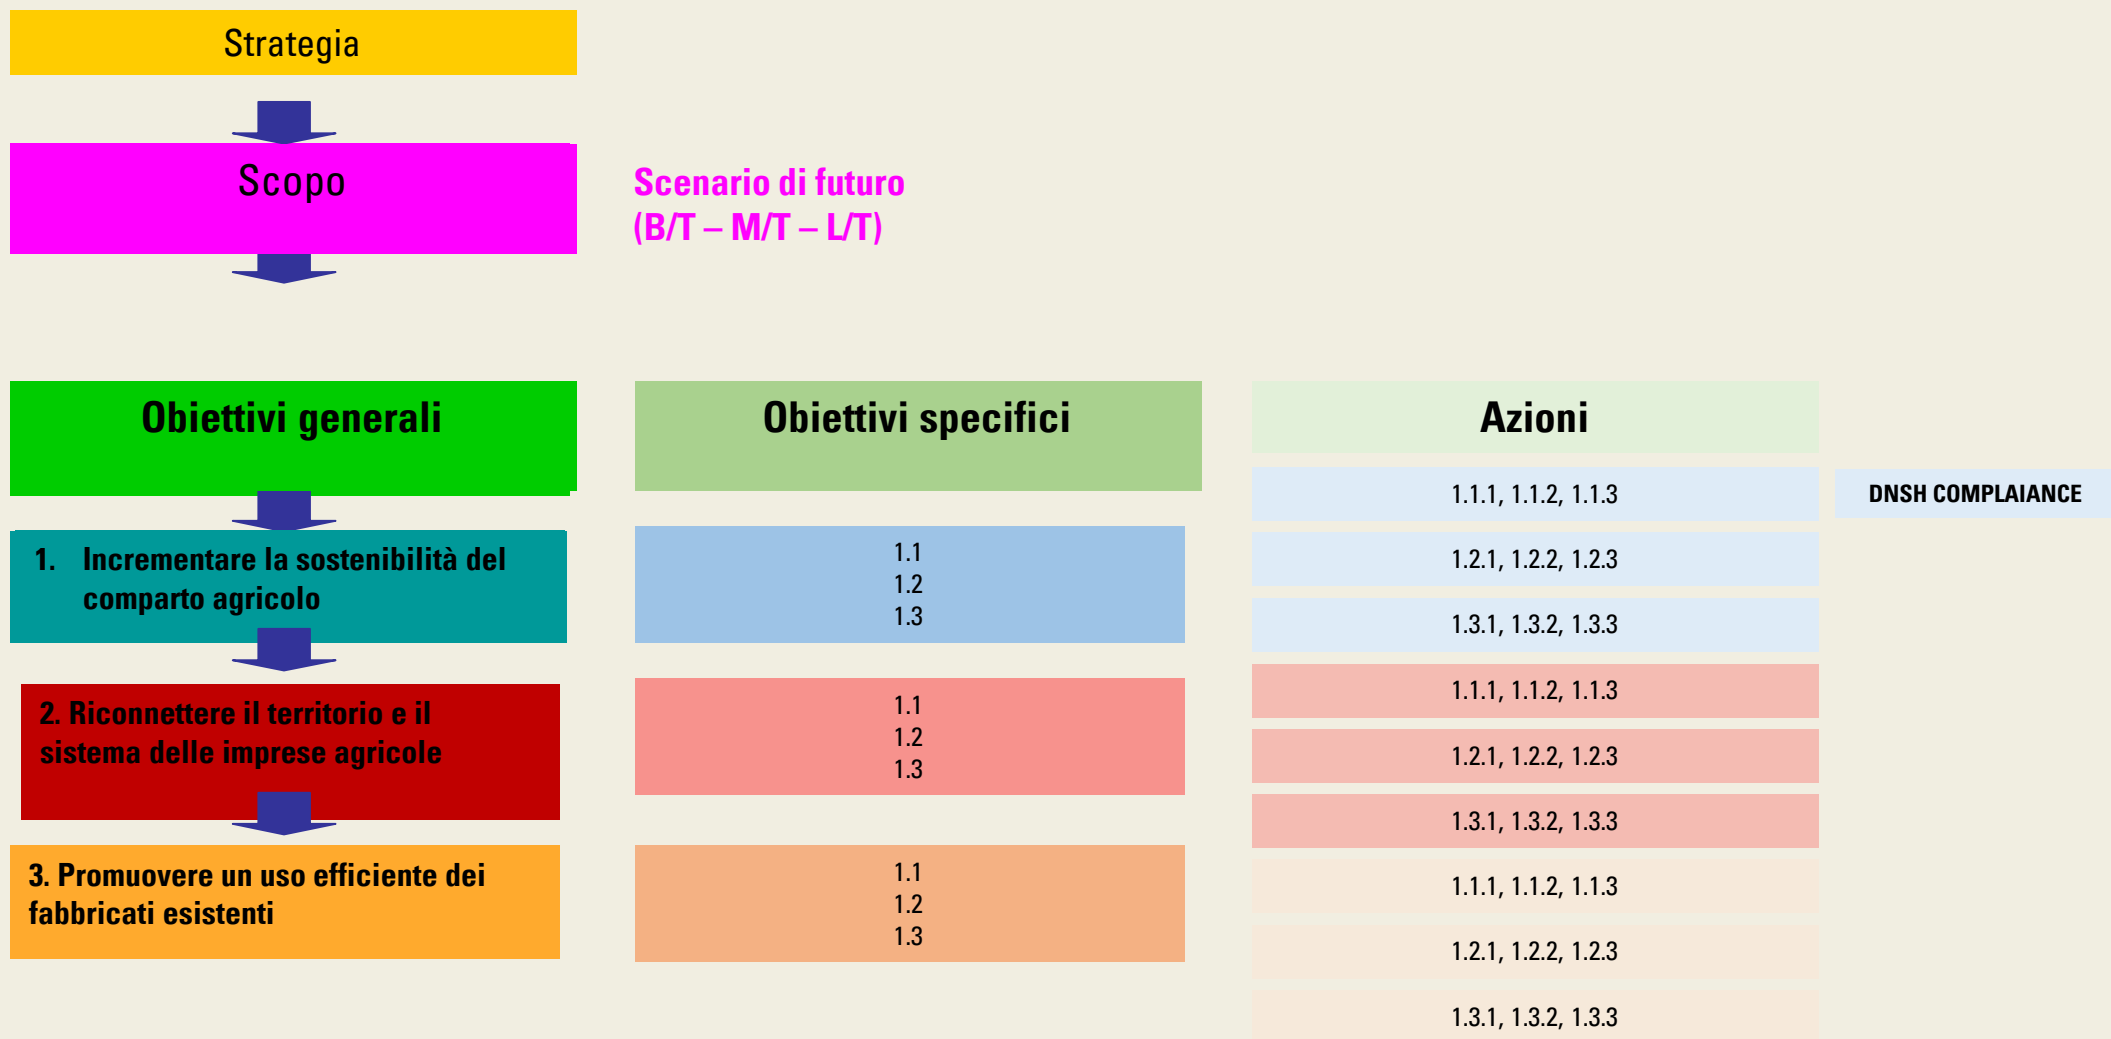 Strategia
Scopo
Scenario di futuro
(B/T – M/T – L/T)
Obiettivi generali
Obiettivi specifici
Azioni
1.1.1, 1.1.2, 1.1.3
DNSH COMPLAIANCE
1. Incrementare la sostenibilità del
comparto agricolo
1.1
1.2
1.3
1.2.1, 1.2.2, 1.2.3
1.3.1, 1.3.2, 1.3.3
2. Riconnettere il territorio e il
sistema delle imprese agricole
1.1
1.2
1.3
1.1.1, 1.1.2, 1.1.3
1.2.1, 1.2.2, 1.2.3
1.3.1, 1.3.2, 1.3.3
3. Promuovere un uso efficiente dei
fabbricati esistenti
1.1
1.2
1.3
1.1.1, 1.1.2, 1.1.3
1.2.1, 1.2.2, 1.2.3
1.3.1, 1.3.2, 1.3.3